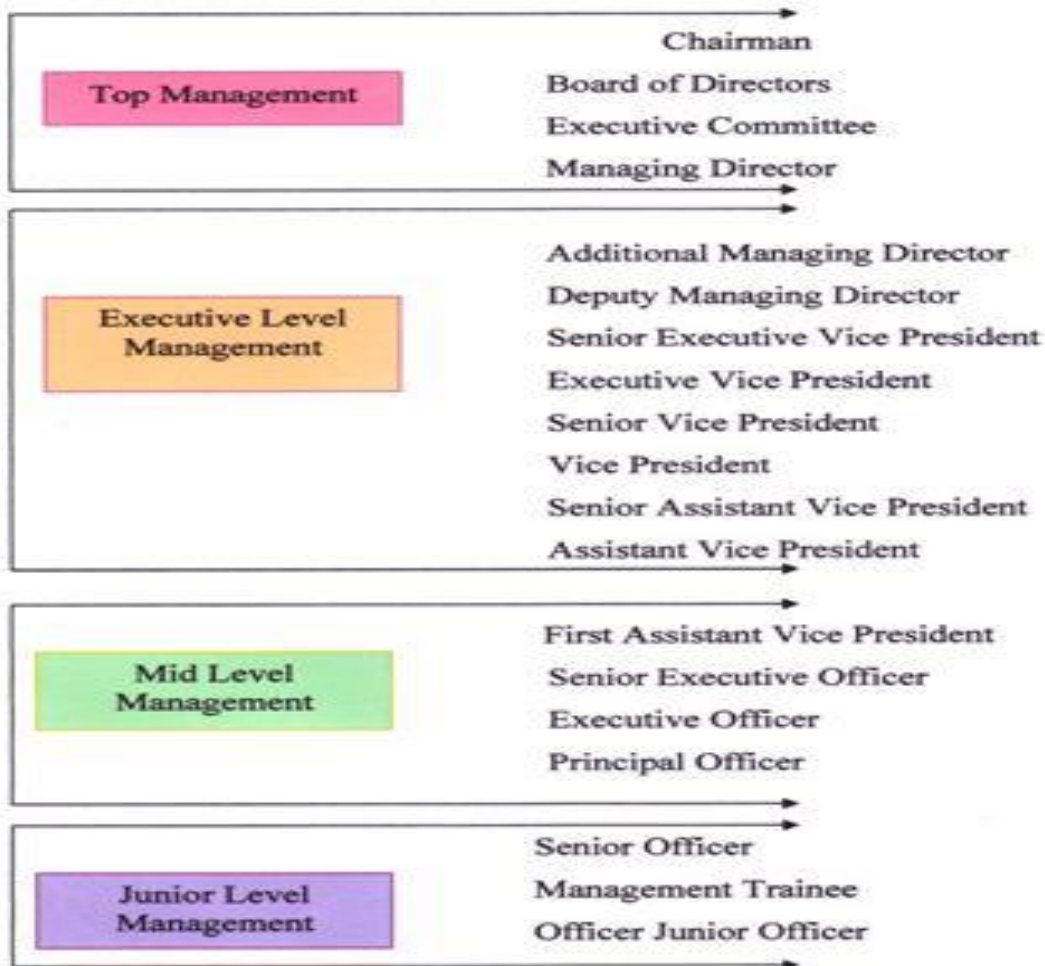 Chairman
Top Management
Board of Directors
Executive Committee
Managing Director
Additional Managing Director
Deputy Managing Director
Executive Level
Management
Senior Executive Vice President
Executive Vice President
Senior Vice President
Vice President
Senior Assistant Vice President
Assistant Vice President
First Assistant Vice President
Mid Level
Management
Senior Executive Officer
Executive Officer
Principal Officer
Senior Officer
Junior Level
Management
Management Trainee
Officer Junior Officer